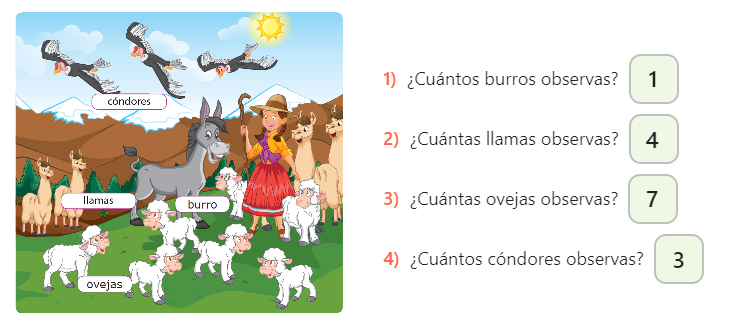 cóndores
llamas
burro
ovejas
1) ¿Cuántos burros observas? 1
2) ¿Cuántas llamas observas? 4
3) ¿Cuántas ovejas observas? 7
4) ¿Cuántos cóndores observas? 3